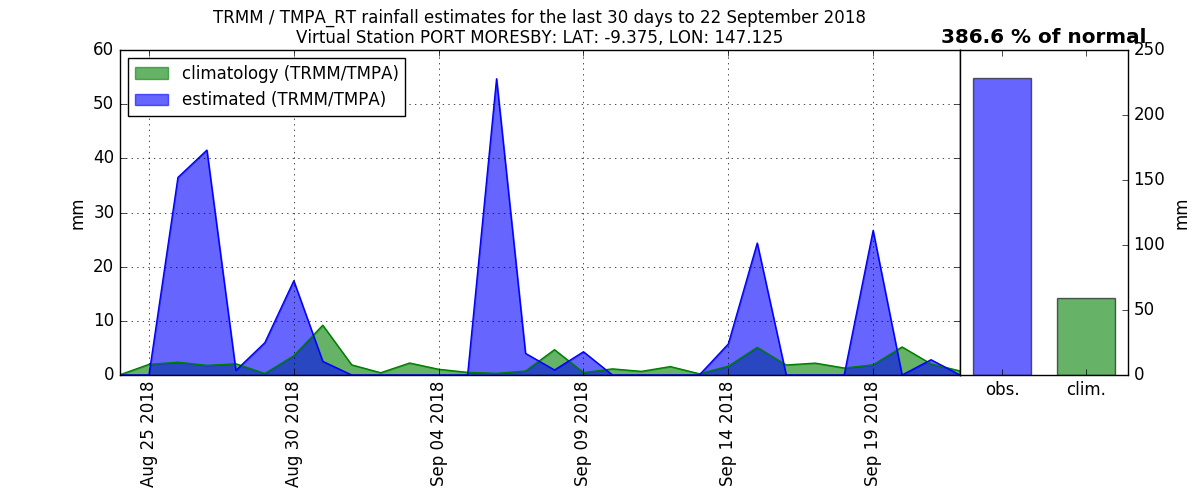 TRMM / TMPA_RT rainfall estimates for the last 30 days to 22 September 2018
Virtual Station PORT MORESBY: LAT: -9.375, LON: 147.125
386.6 % of normal
climatology (TRMM/TMPA)
estimated (TRMM/TMPA)
60
50
40
30
20
10
0
mm
Aug 25 2018
Aug 30 2018
Sep 04 2018
Sep 09 2018
Sep 14 2018
Sep 19 2018
obs.
clim.
250
200
150
100
50
0
mm